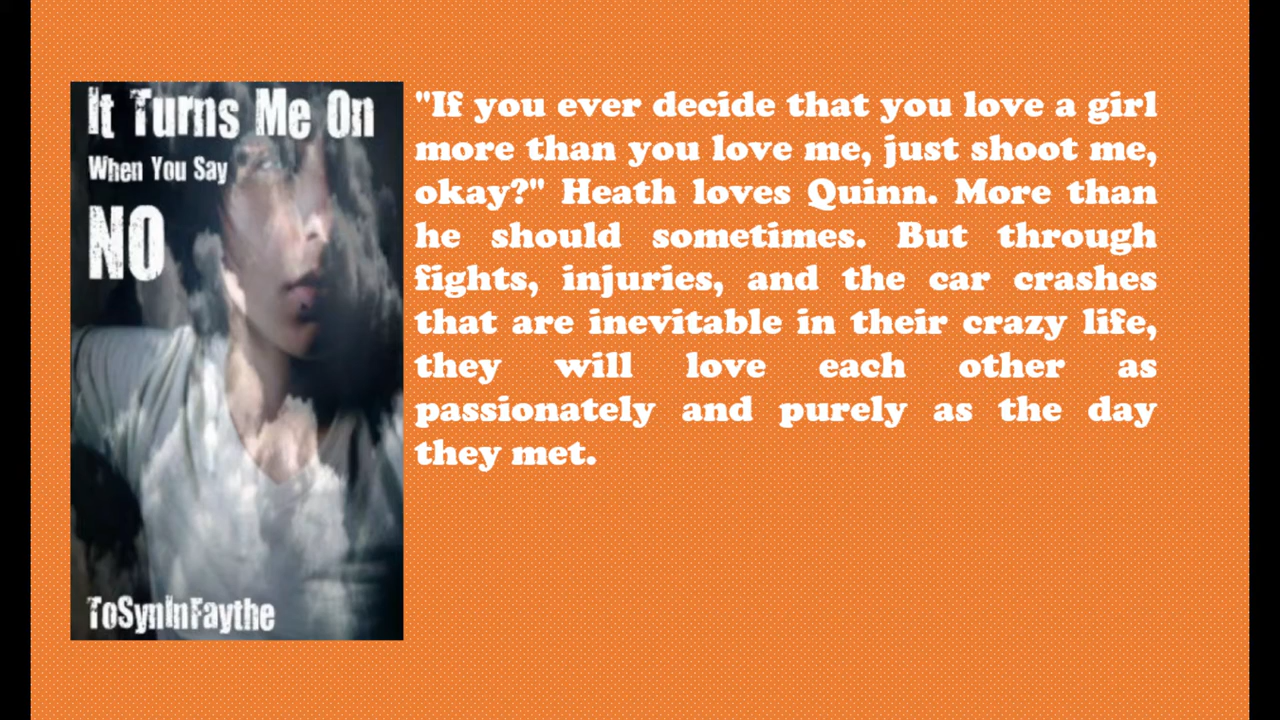 It Turns Me On
When You Say
NO
ToSynInFaythe
"If you ever decide that you love a girl
more than you love me, just shoot me,
okay?" Heath loves Quinn. More than
he should sometimes. But through
fights, injuries, and the car crashes
that are inevitable in their crazy life,
they will love each other as
passionately and purely as the day
they met.